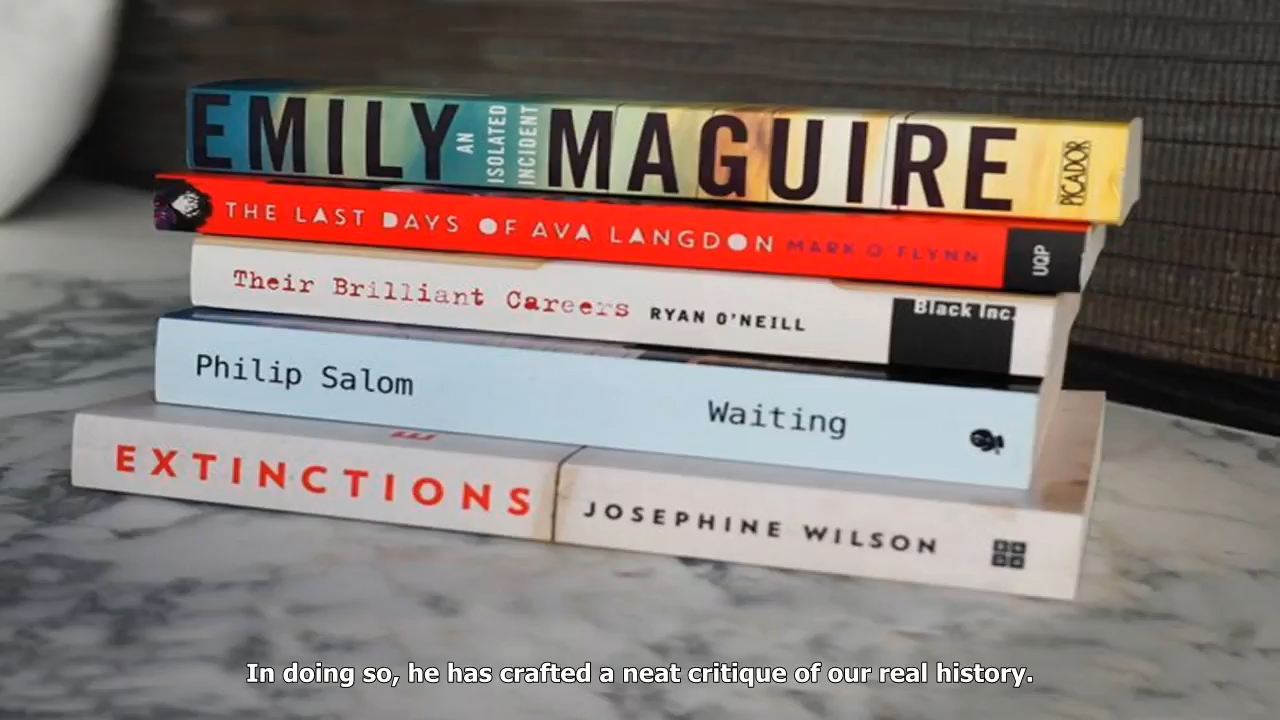 EMILY AN ISOLATED INCIDENT MAGUIRE PICADOR
THE LAST DAYS OF AVA LANGDON MARK O'FLYNN UQP
Their Brilliant Careers RYAN O'NEILL Black Inc.
Philip Salom Waiting
EXTINCTIONS JOSEPHINE WILSON
In doing so, he has crafted a neat critique of our real history.